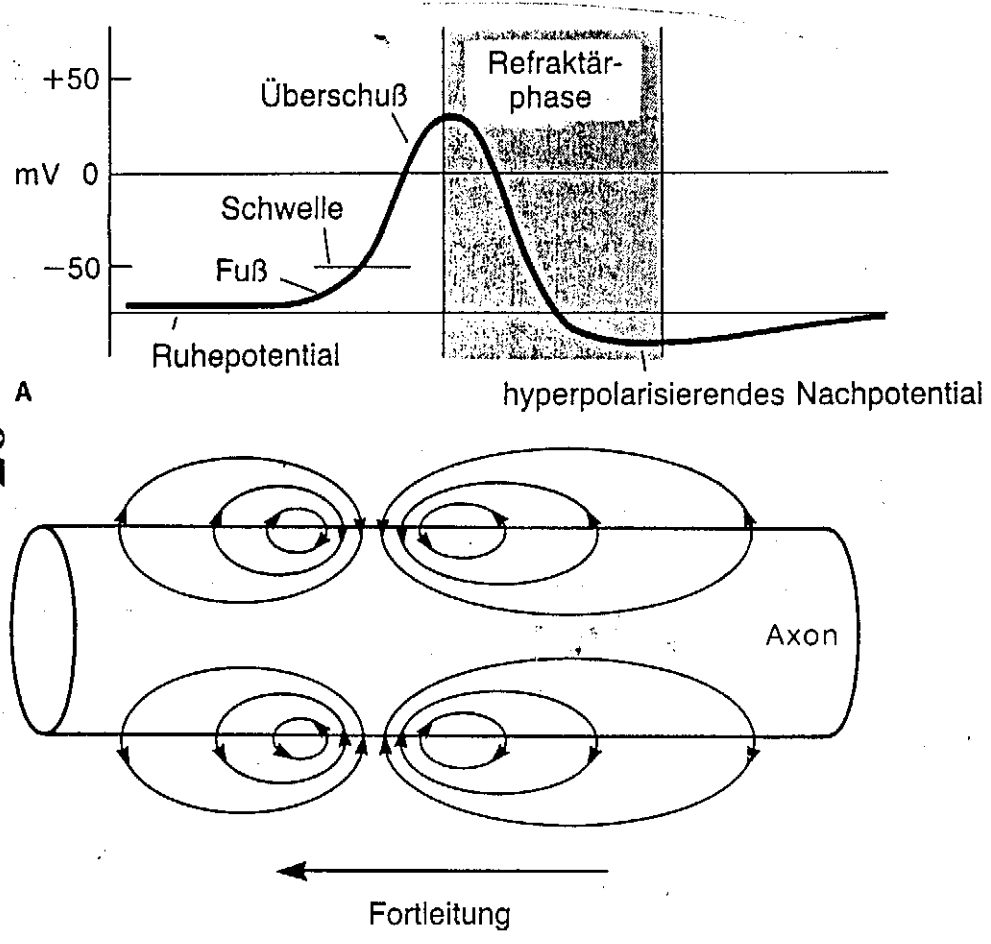 +50
Überschuß
Refraktär-
phase
mV 0
Schwelle
Fuß
−50
Ruhepotential
A
hyperpolarisierendes Nachpotential
Axon
Fortleitung